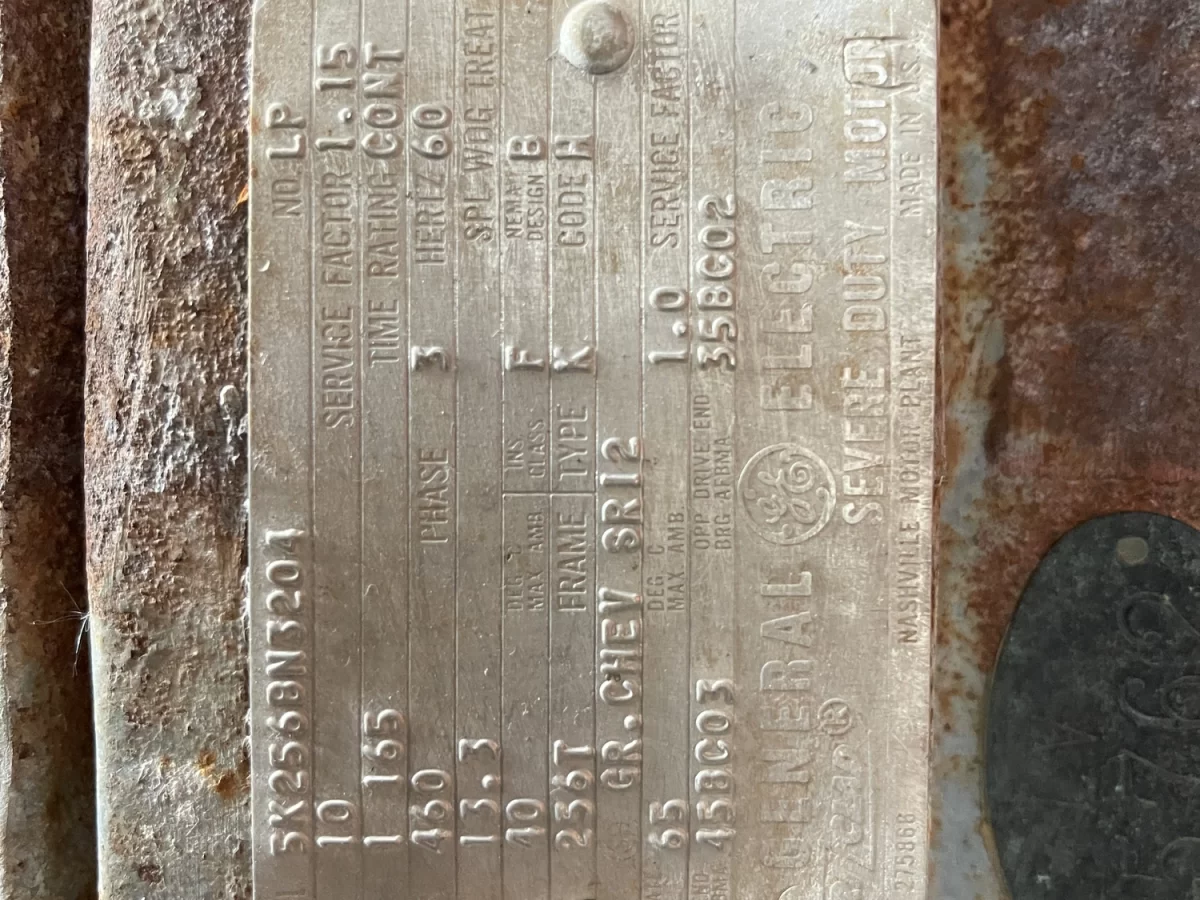 5K256BN3204 NO. LP
10 SERVICE FACTOR 1.15
1 165 TIME RATING-CONT
460 PHASE 3 HERTZ 60
13.3 SPL WDG TREAT
40 DEG C MAX AMB INS CLASS F NEMA DESIGN B
256T FRAME TYPE K CODE H
GR. CHEV SR12
65 DEG C MAX AMB 1.0 SERVICE FACTOR
45BC03 OPP DRIVE END BRG. AFBMA 35BC02
GENERAL GE ELECTRIC
SEVERE DUTY MOTOR
NASHVILLE MOTOR PLANT MADE IN U.S.